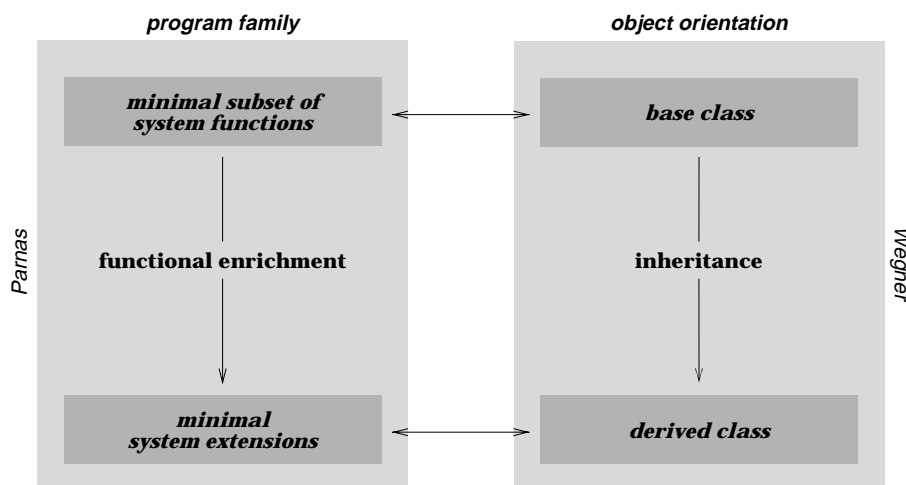 program family
object orientation
minimal subset of
system functions
base class
Parnas
functional enrichment
inheritance
Wegner
minimal
system extensions
derived class